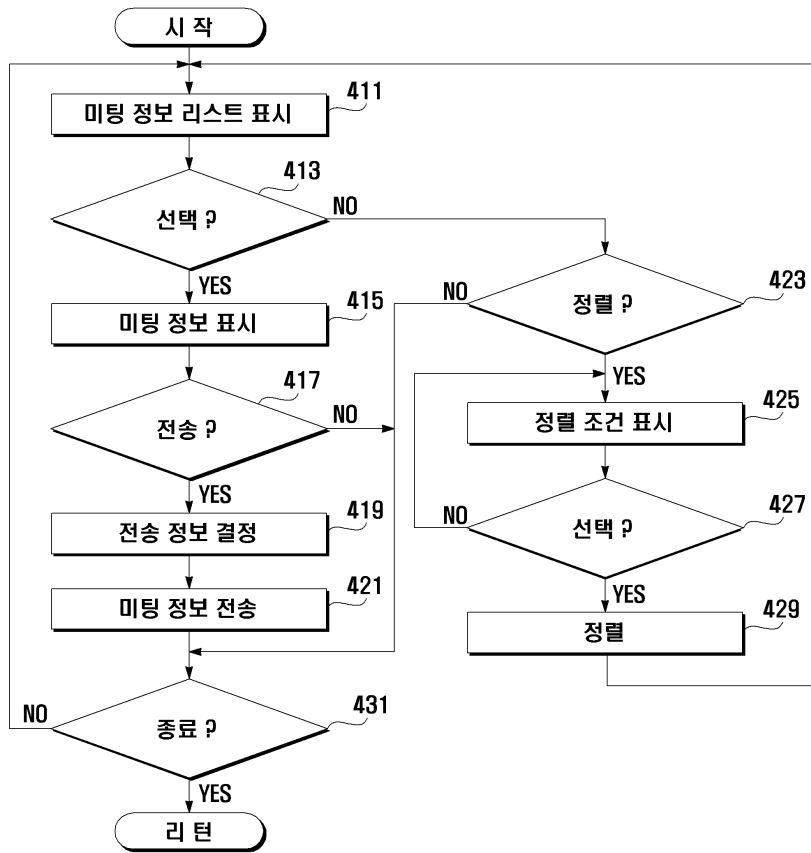 시 작
미팅 정보 리스트 표시
411
선택 ?
413
NO
YES
미팅 정보 표시
415
전송 ?
417
NO
YES
전송 정보 결정
419
미팅 정보 전송
421
정렬 ?
423
NO
YES
정렬 조건 표시
425
선택 ?
427
NO
YES
정렬
429
종료 ?
431
NO
YES
리 턴